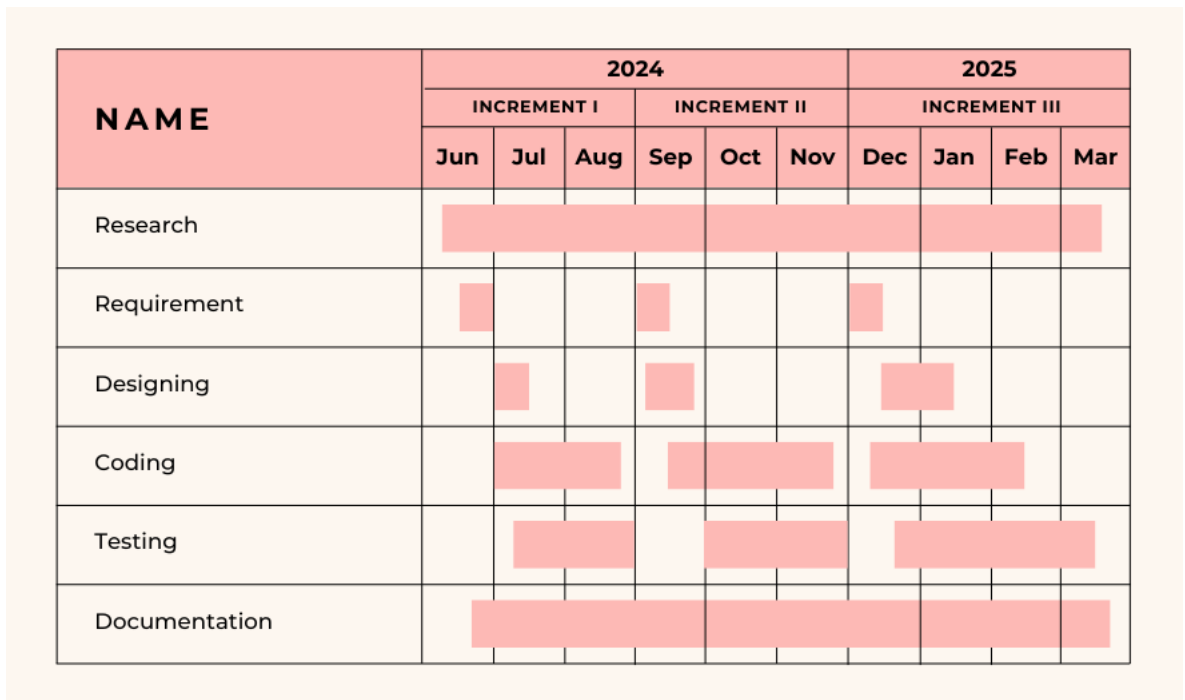 NAME
2024 2025
INCREMENT I INCREMENT II INCREMENT III
Jun Jul Aug Sep Oct Nov Dec Jan Feb Mar
Research
Requirement
Designing
Coding
Testing
Documentation